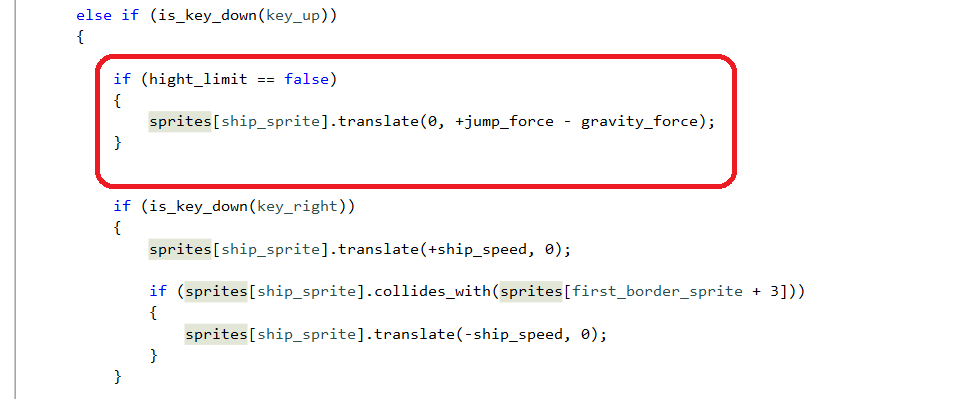 else if (is_key_down(key_up))
{
if (hight_limit == false)
{
sprites[ship_sprite].translate(0, +jump_force - gravity_force);
}
if (is_key_down(key_right))
{
sprites[ship_sprite].translate(+ship_speed, 0);
if (sprites[ship_sprite].collides_with(sprites[first_border_sprite + 3]))
{
sprites[ship_sprite].translate(-ship_speed, 0);
}
}